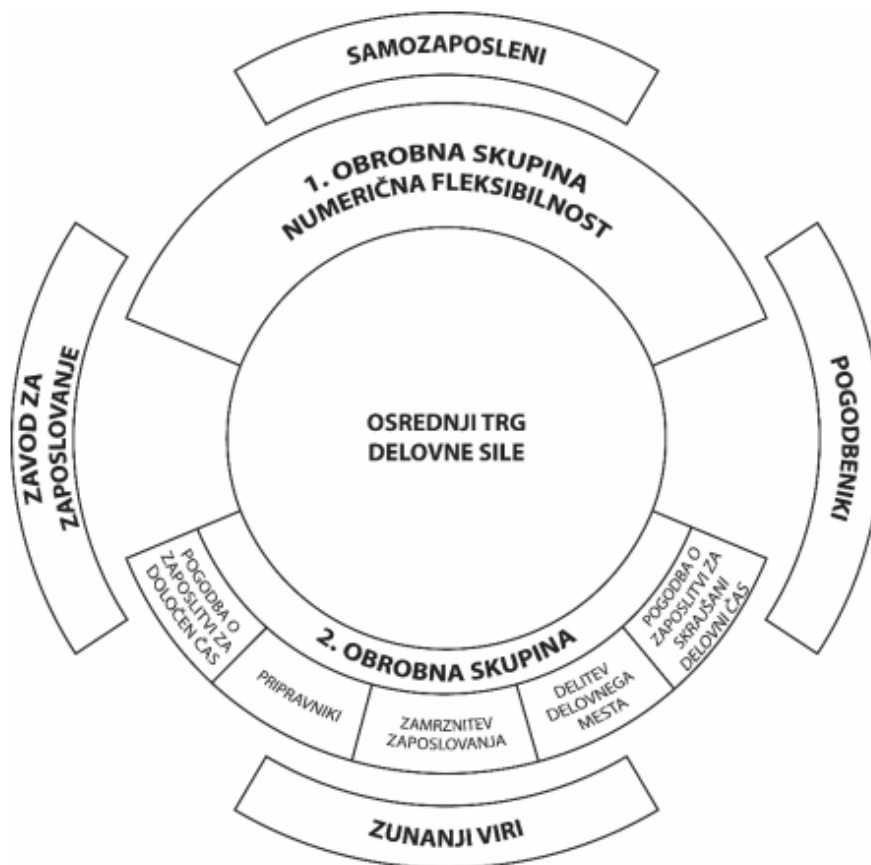 SAMOZAPOSLENI
1. OBROBNA SKUPINA
NUMERIČNA FLEKSIBILNOST
ZAVOD ZA
ZAPOSLOVANJE
OSREDNJI TRG
DELOVNE SILE
POGODBENIKI
2. OBROBNA SKUPINA
POGODBA O
ZAPOSLITVI ZA
DOLOČEN ČAS
PRIPRAVNIKI
ZAMRZNITEV
ZAPOSLOVANJA
DELITEV
DELOVNEGA
MESTA
POGODBA O
ZAPOSLITVI ZA
SKRAJŠANI
DELOVNI ČAS
ZUNANJI VIRI